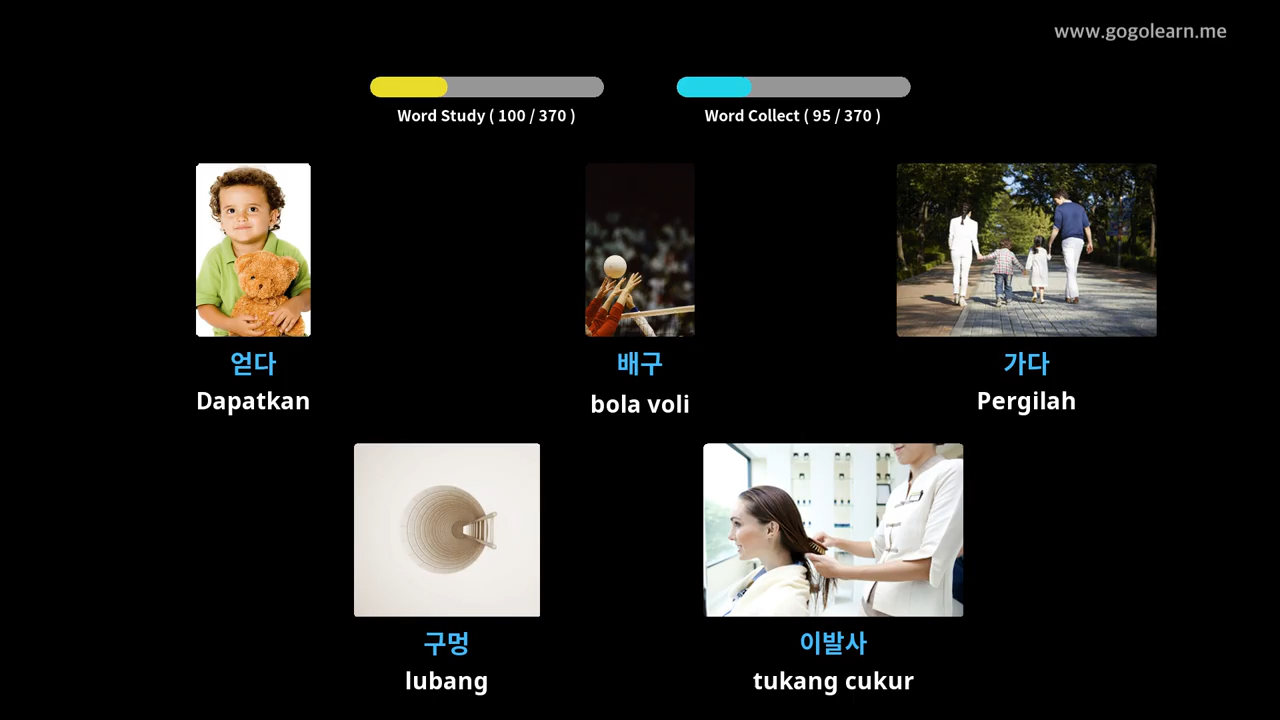 www.gogolearn.me
Word Study ( 100 / 370 )
Word Collect ( 95 / 370 )
얻다
Dapatkan
배구
bola voli
가다
Pergilah
구멍
lubang
이발사
tukang cukur